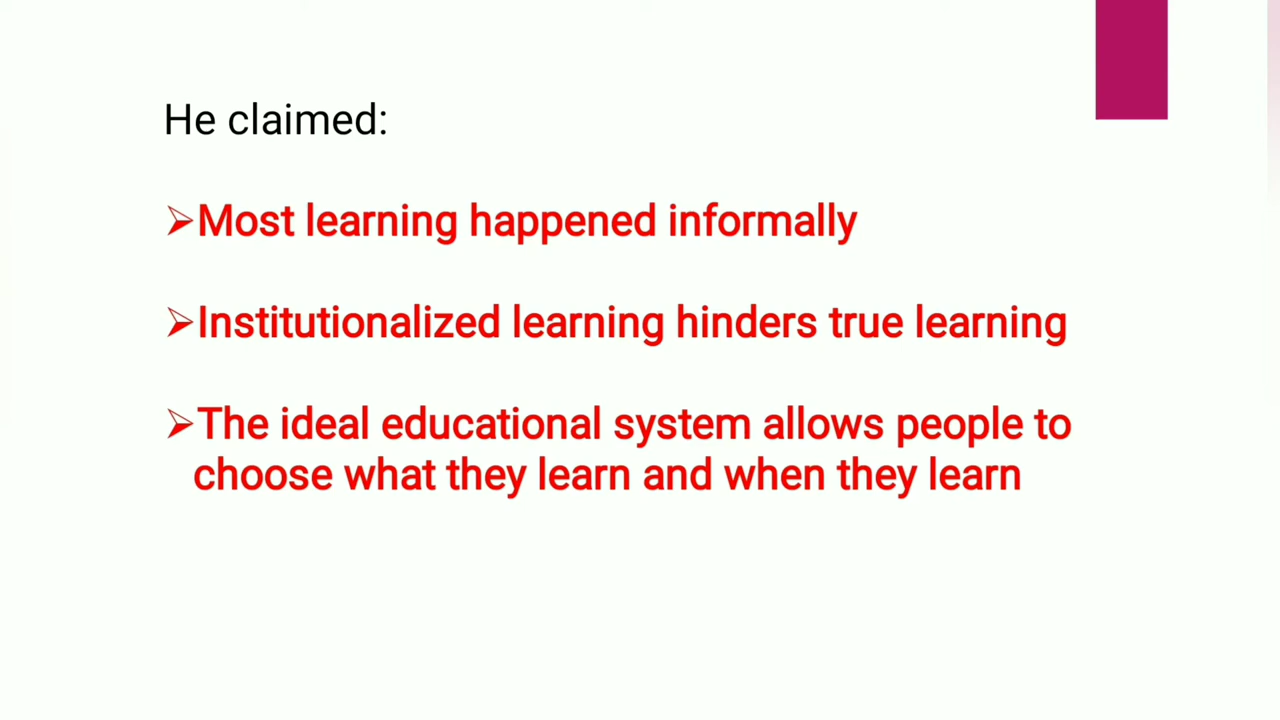 He claimed:
➢Most learning happened informally
➢Institutionalized learning hinders true learning
➢The ideal educational system allows people to
choose what they learn and when they learn